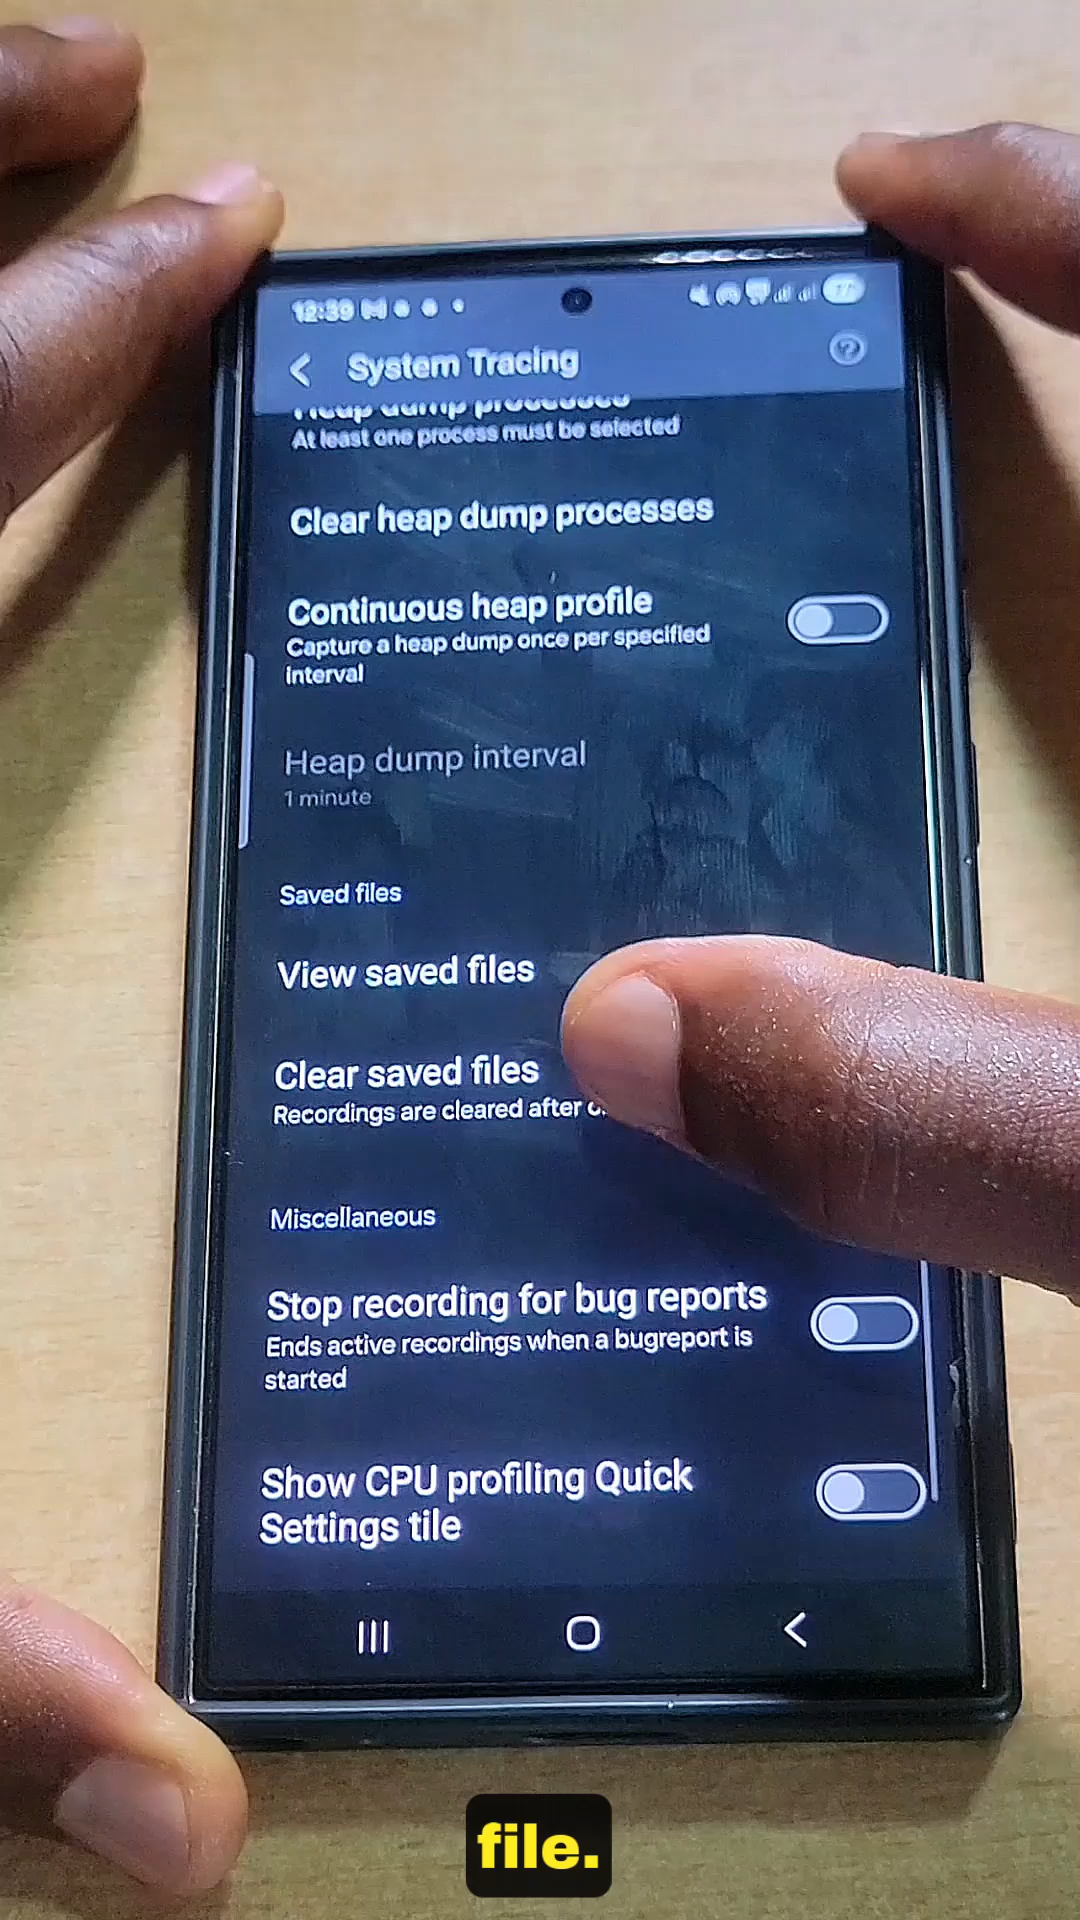 12:39
System Tracing
Heap dump processes
At least one process must be selected
Clear heap dump processes
Continuous heap profile
Capture a heap dump once per specified
interval
Heap dump interval
1 minute
Saved files
View saved files
Clear saved files
Recordings are cleared after
Miscellaneous
Stop recording for bug reports
Ends active recordings when a bugreport is
started
Show CPU profiling Quick
Settings tile
file.